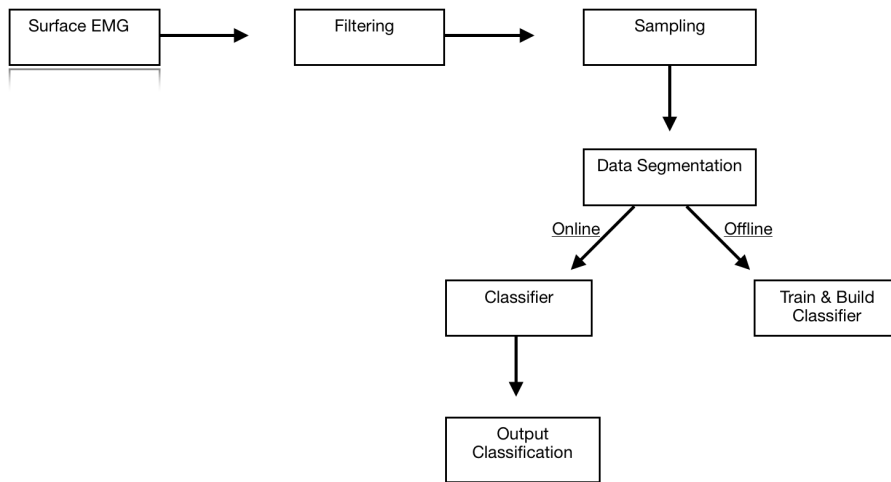 Surface EMG
Filtering
Sampling
Data Segmentation
Online
Offline
Classifier
Train & Build
Classifier
Output
Classification